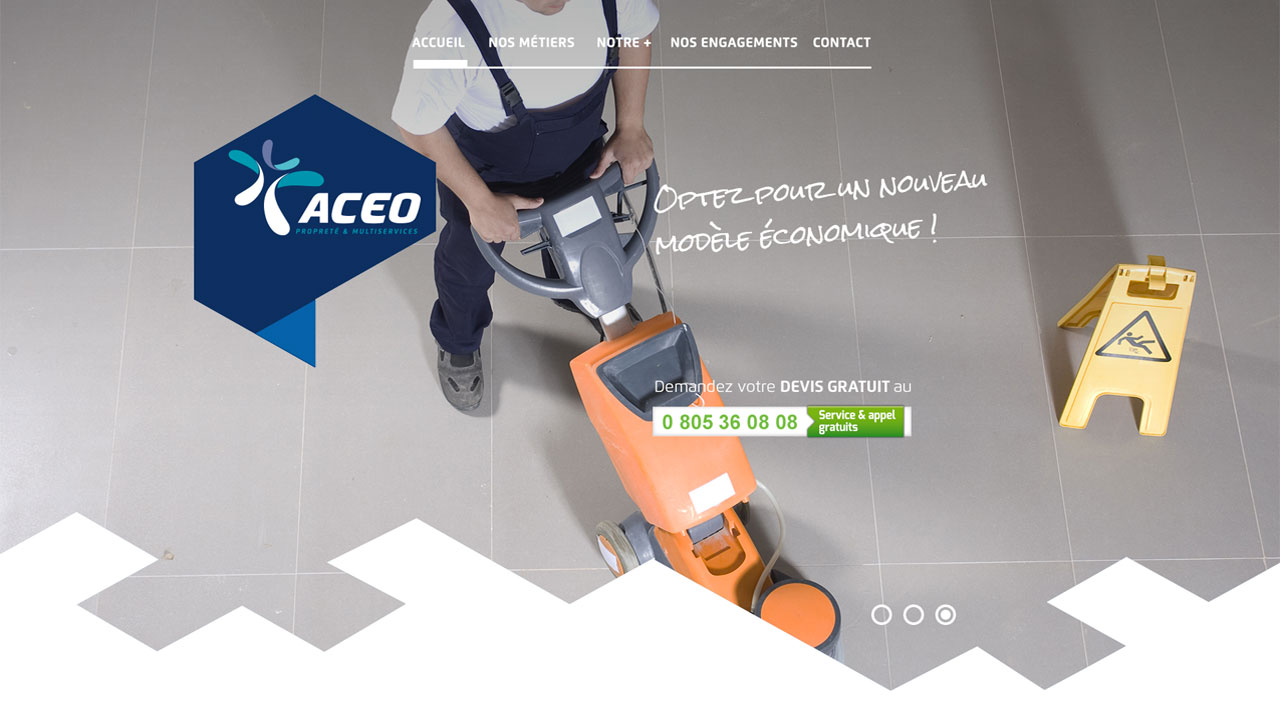 ACCUEIL NOS MÉTIERS NOTRE + NOS ENGAGEMENTS CONTACT
ACEO
PROPRETÉ & MULTISERVICES
Optez pour un nouveau
modèle économique !
Demandez votre DEVIS GRATUIT au
0 805 36 08 08 Service & appel
gratuits